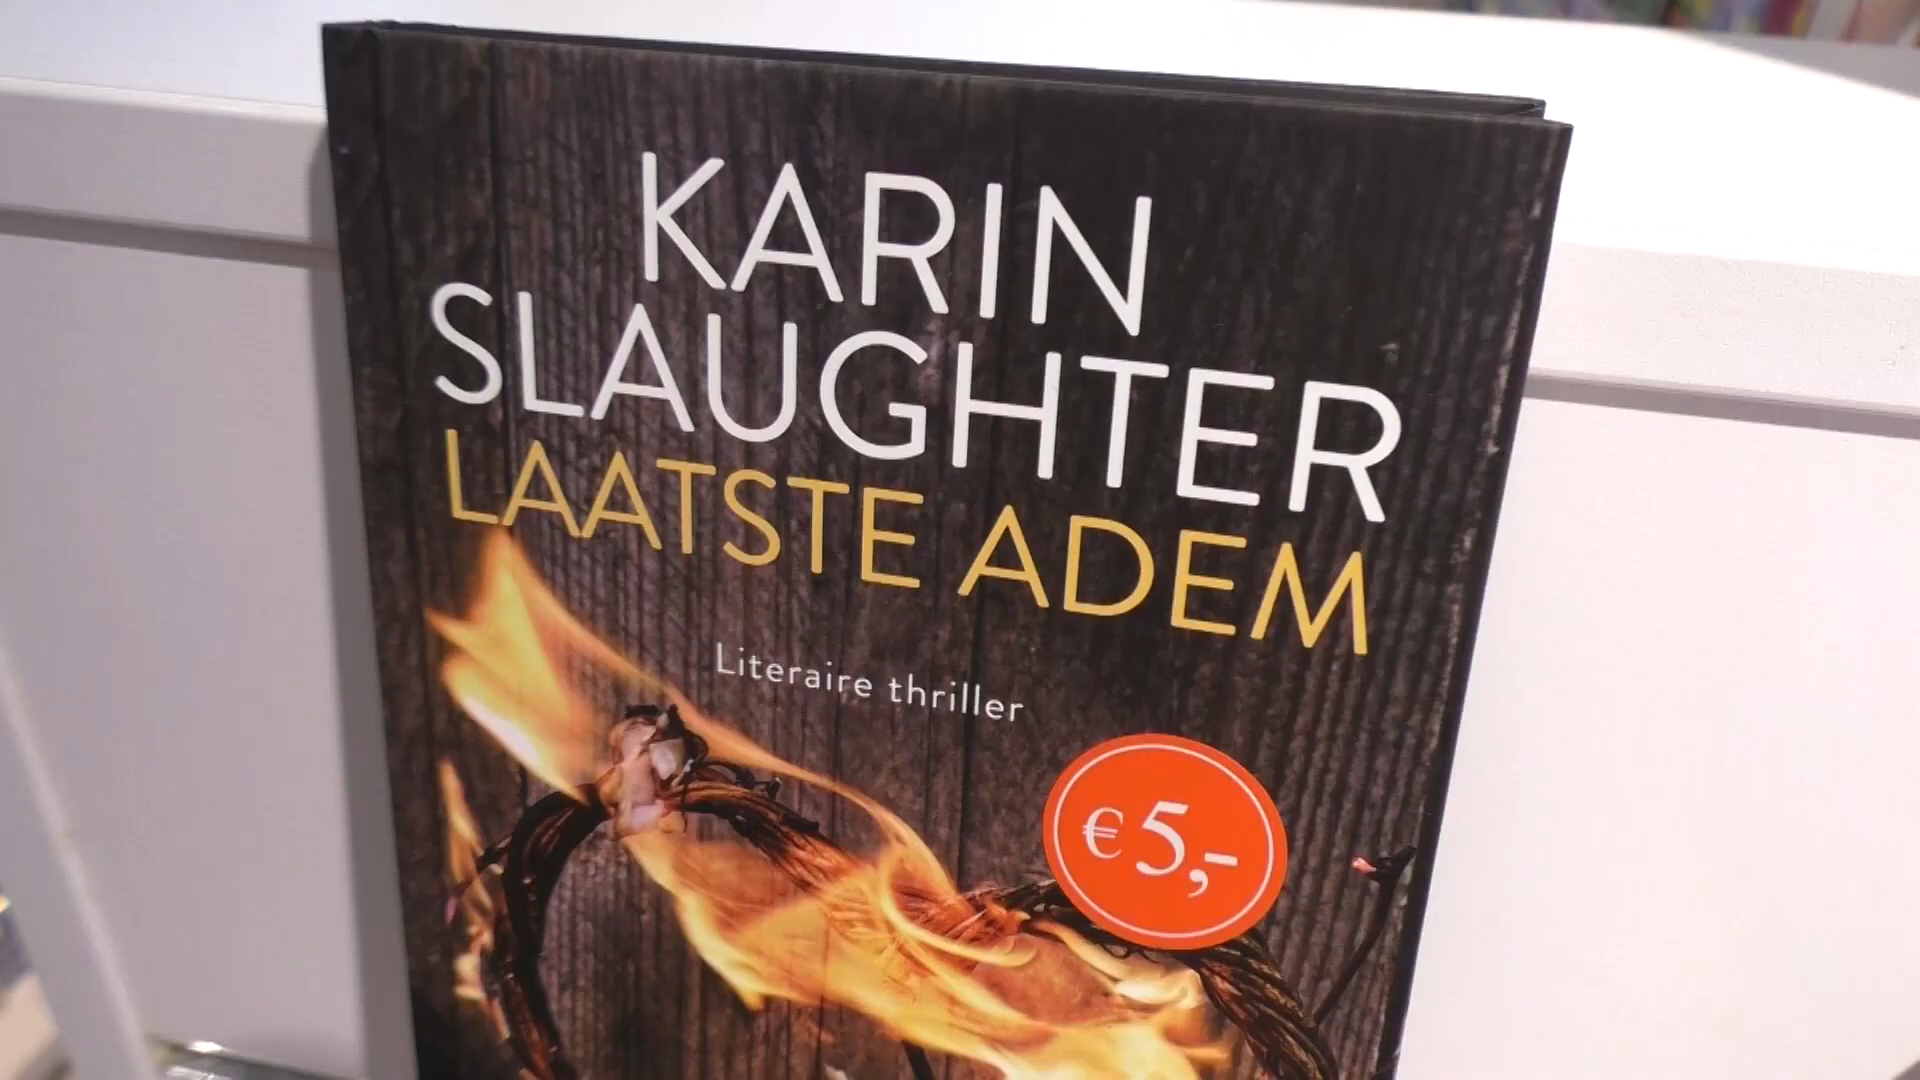 KARIN
SLAUGHTER
LAATSTE ADEM
Literaire thriller
€5,-